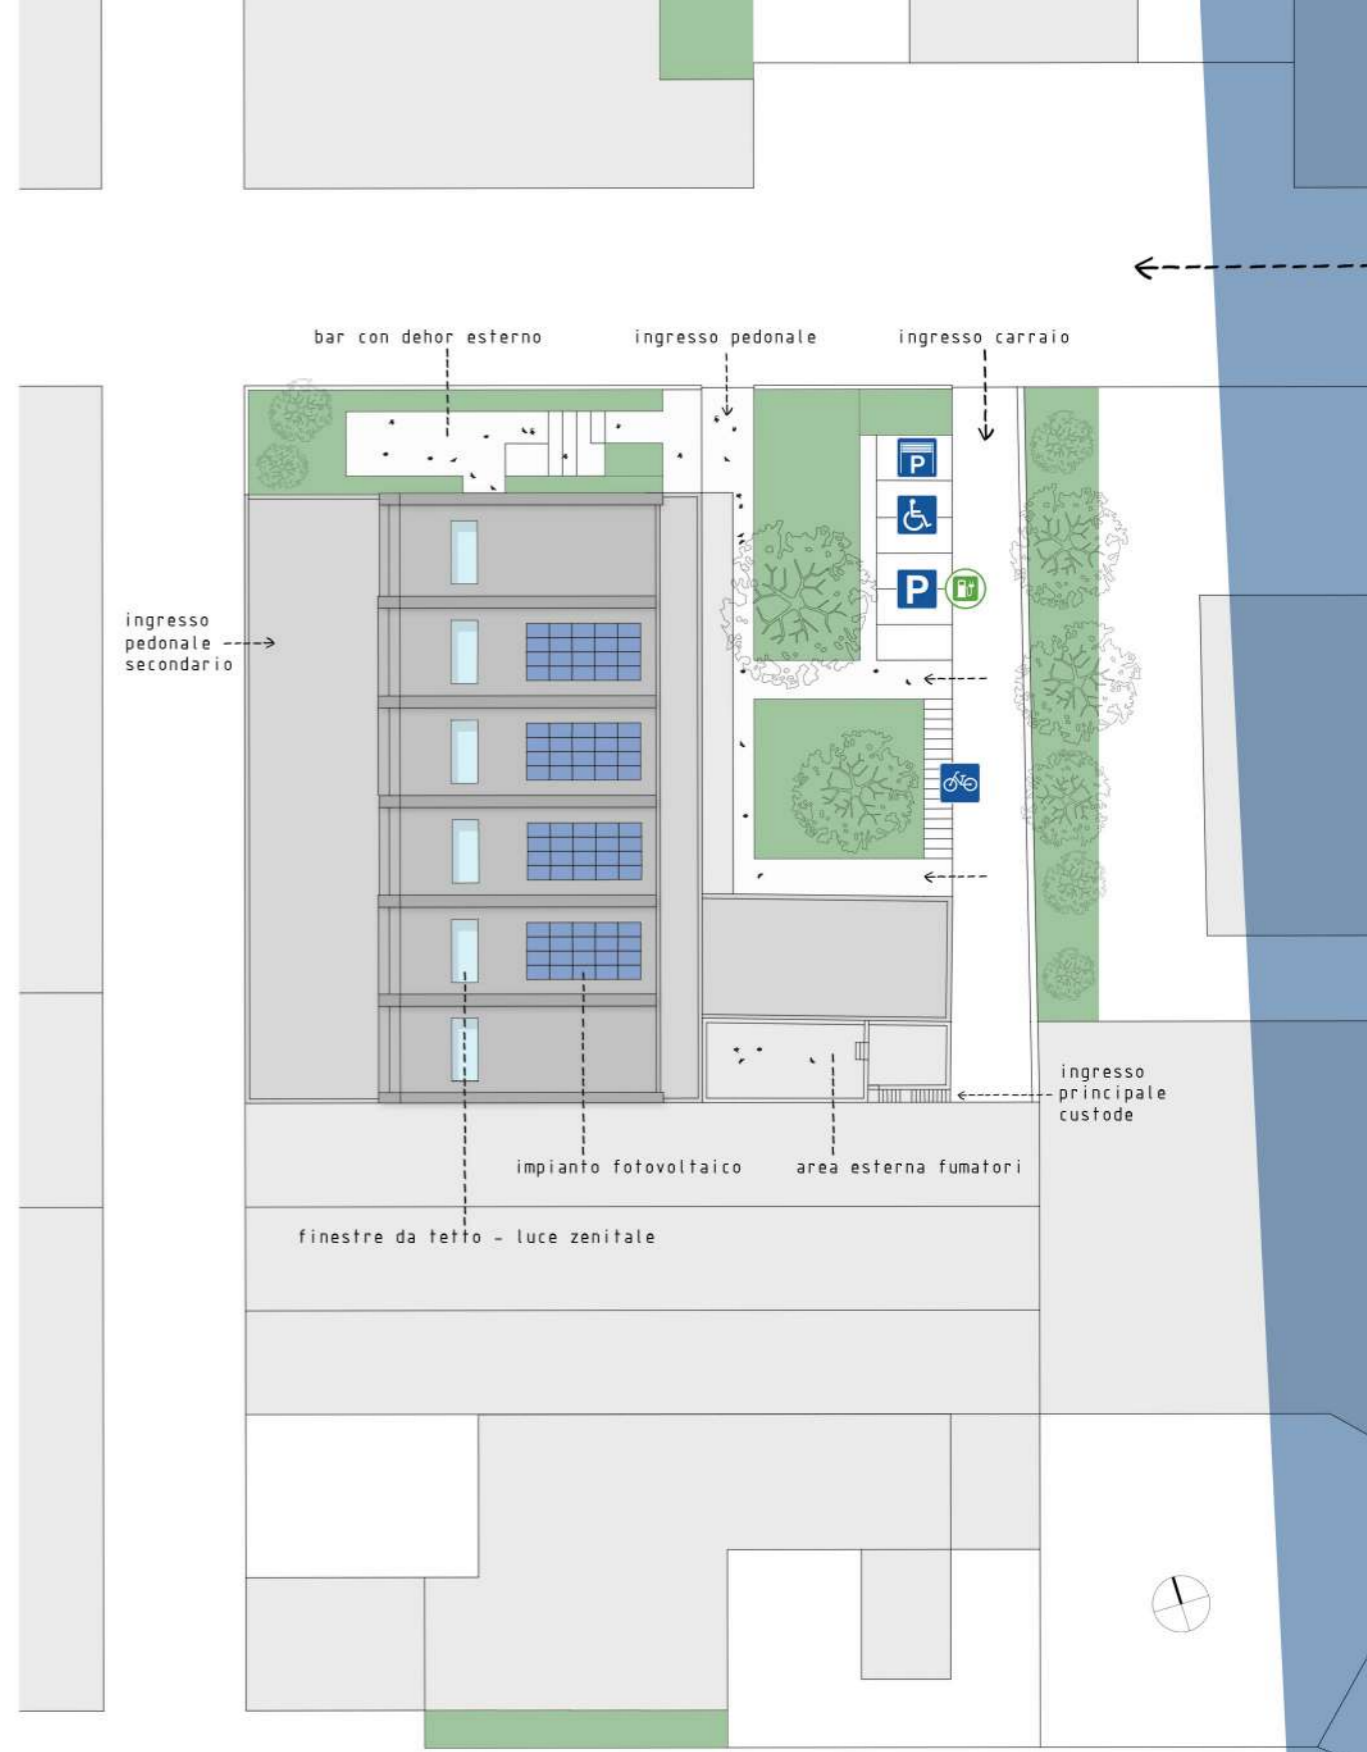 bar con dehor esterno
ingresso pedonale
ingresso carraio
P
P
ingresso
pedonale
secondario
ingresso
principale
custode
impianto fotovoltaico
area esterna fumatori
finestre da tetto - luce zenitale